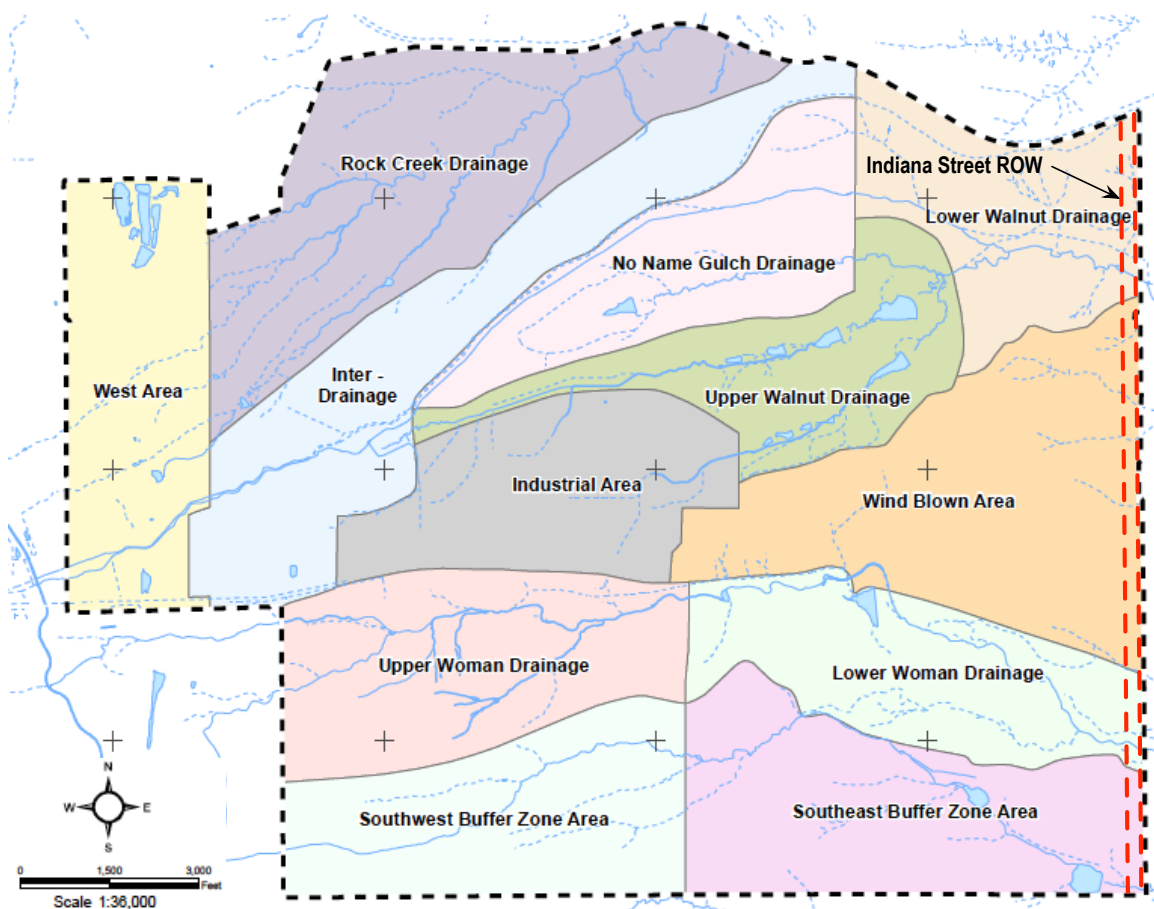 Rock Creek Drainage
Indiana Street ROW
Lower Walnut Drainage
No Name Gulch Drainage
West Area
Inter -
Drainage
Upper Walnut Drainage
Industrial Area
Wind Blown Area
Upper Woman Drainage
Lower Woman Drainage
Southwest Buffer Zone Area
Southeast Buffer Zone Area
N
W E
S
0 1,500 3,000
Feet
Scale 1:36,000